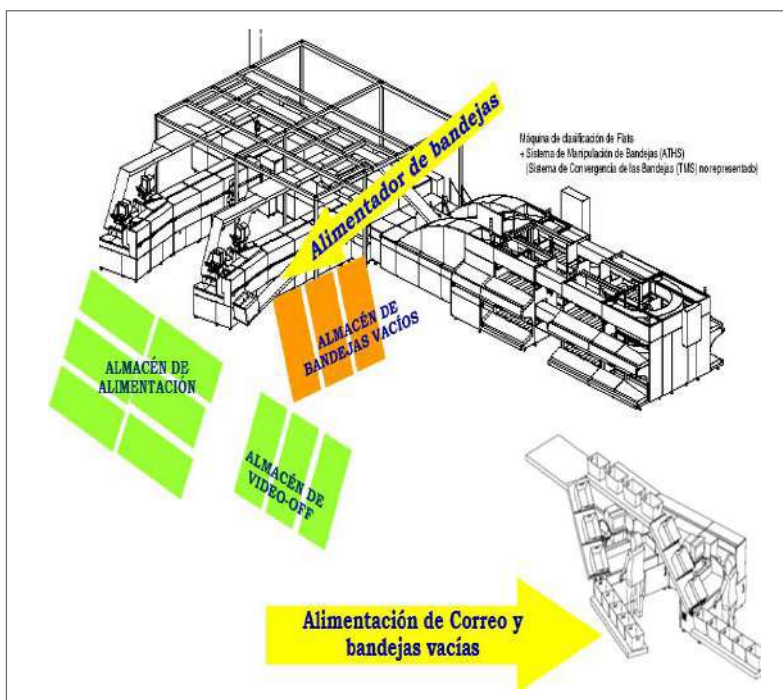 Alimentador de bandejas
Máquina de clasificación de Flats
+ Sistema de Manipulación de Bandejas (ATHS)
(Sistema de Convergencia de las Bandejas (TMS) no representado)
ALMACÉN DE
BANDEJAS VACÍOS
ALMACÉN DE
ALIMENTACIÓN
ALMACÉN DE
VIDEO-OFF
Alimentación de Correo y
bandejas vacías